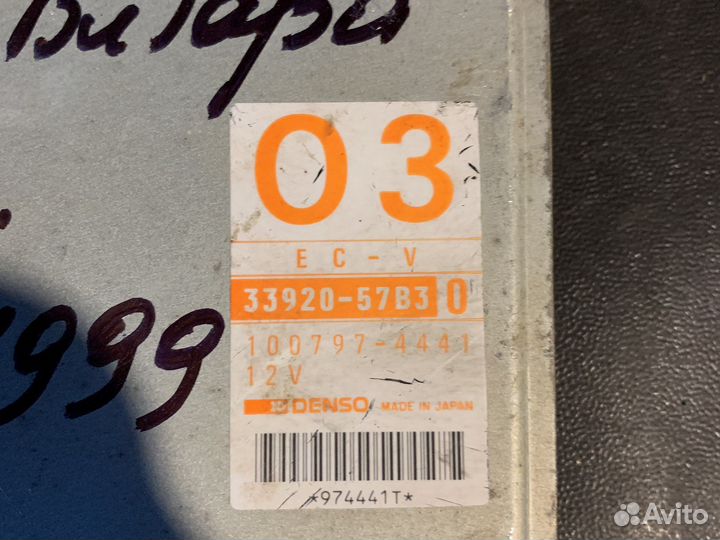 Витара
03
EC-V
33920-57B3 0
100797-4441
12V
DENSO MADE IN JAPAN
*974441T*
1999
Avito